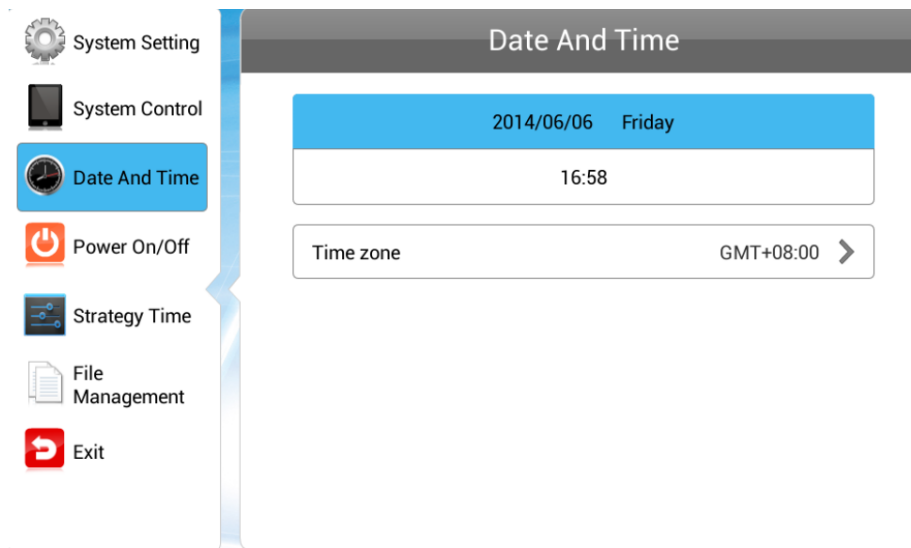 System Setting
System Control
Date And Time
Power On/Off
Strategy Time
File
Management
Exit
Date And Time
2014/06/06 Friday
16:58
Time zone GMT+08:00